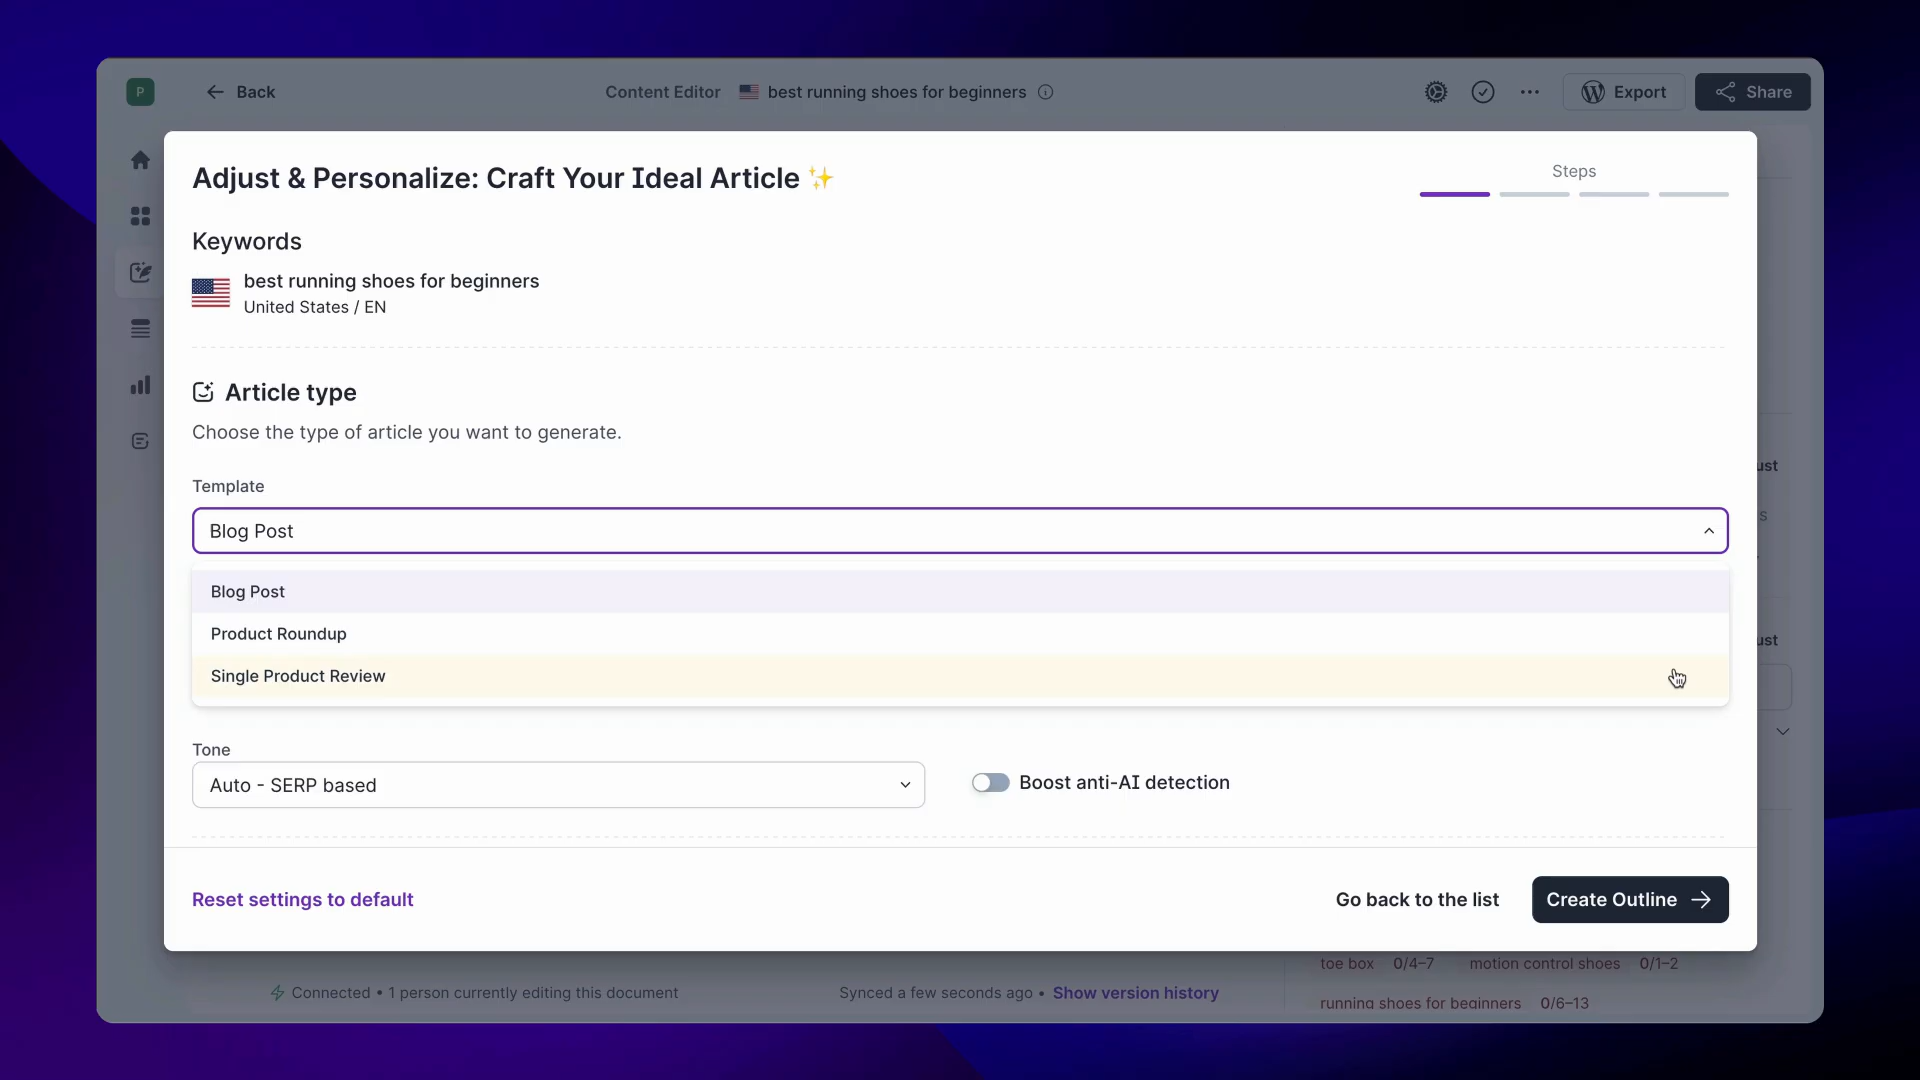 P
Back
Content Editor
best running shoes for beginners
Export
Share
Adjust & Personalize: Craft Your Ideal Article
Steps
Keywords
best running shoes for beginners
United States / EN
Article type
Choose the type of article you want to generate.
Template
Blog Post
Blog Post
Product Roundup
Single Product Review
Tone
Auto - SERP based
Boost anti-AI detection
Reset settings to default
Go back to the list
Create Outline
toe box 0/4–7 motion control shoes 0/1–2
Connected • 1 person currently editing this document
Synced a few seconds ago • Show version history
running shoes for beginners 0/6–13